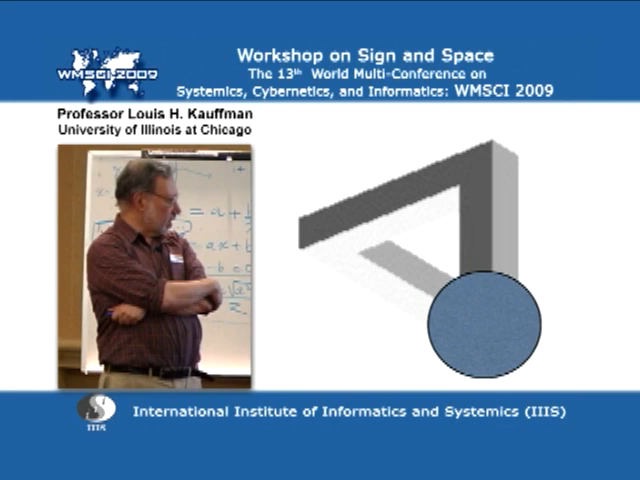 WMSCI 2009
Workshop on Sign and Space
The 13th World Multi-Conference on
Systemics, Cybernetics, and Informatics: WMSCI 2009
Professor Louis H. Kauffman
University of Illinois at Chicago
IIIS
International Institute of Informatics and Systemics (IIIS)